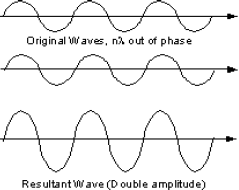 Original Waves, nλ out of phase
Resultant Wave (Double amplitude)